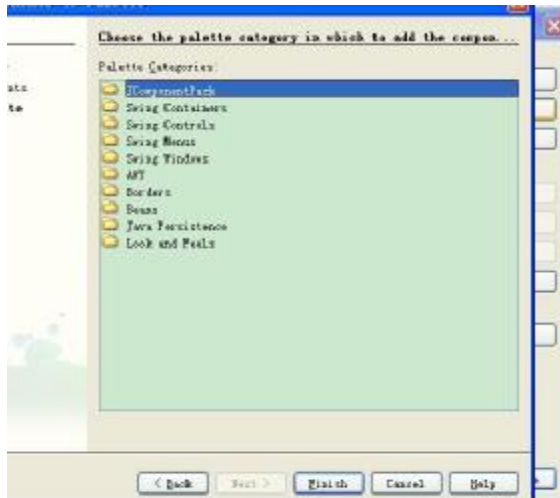 Choose the palette category in which to add the compon...
Palette Categories:
JComponentPack
Swing Containers
Swing Controls
Swing Menus
Swing Windows
AWT
Borders
Beans
Java Persistence
Look and Feels
< Back Next > Finish Cancel Help